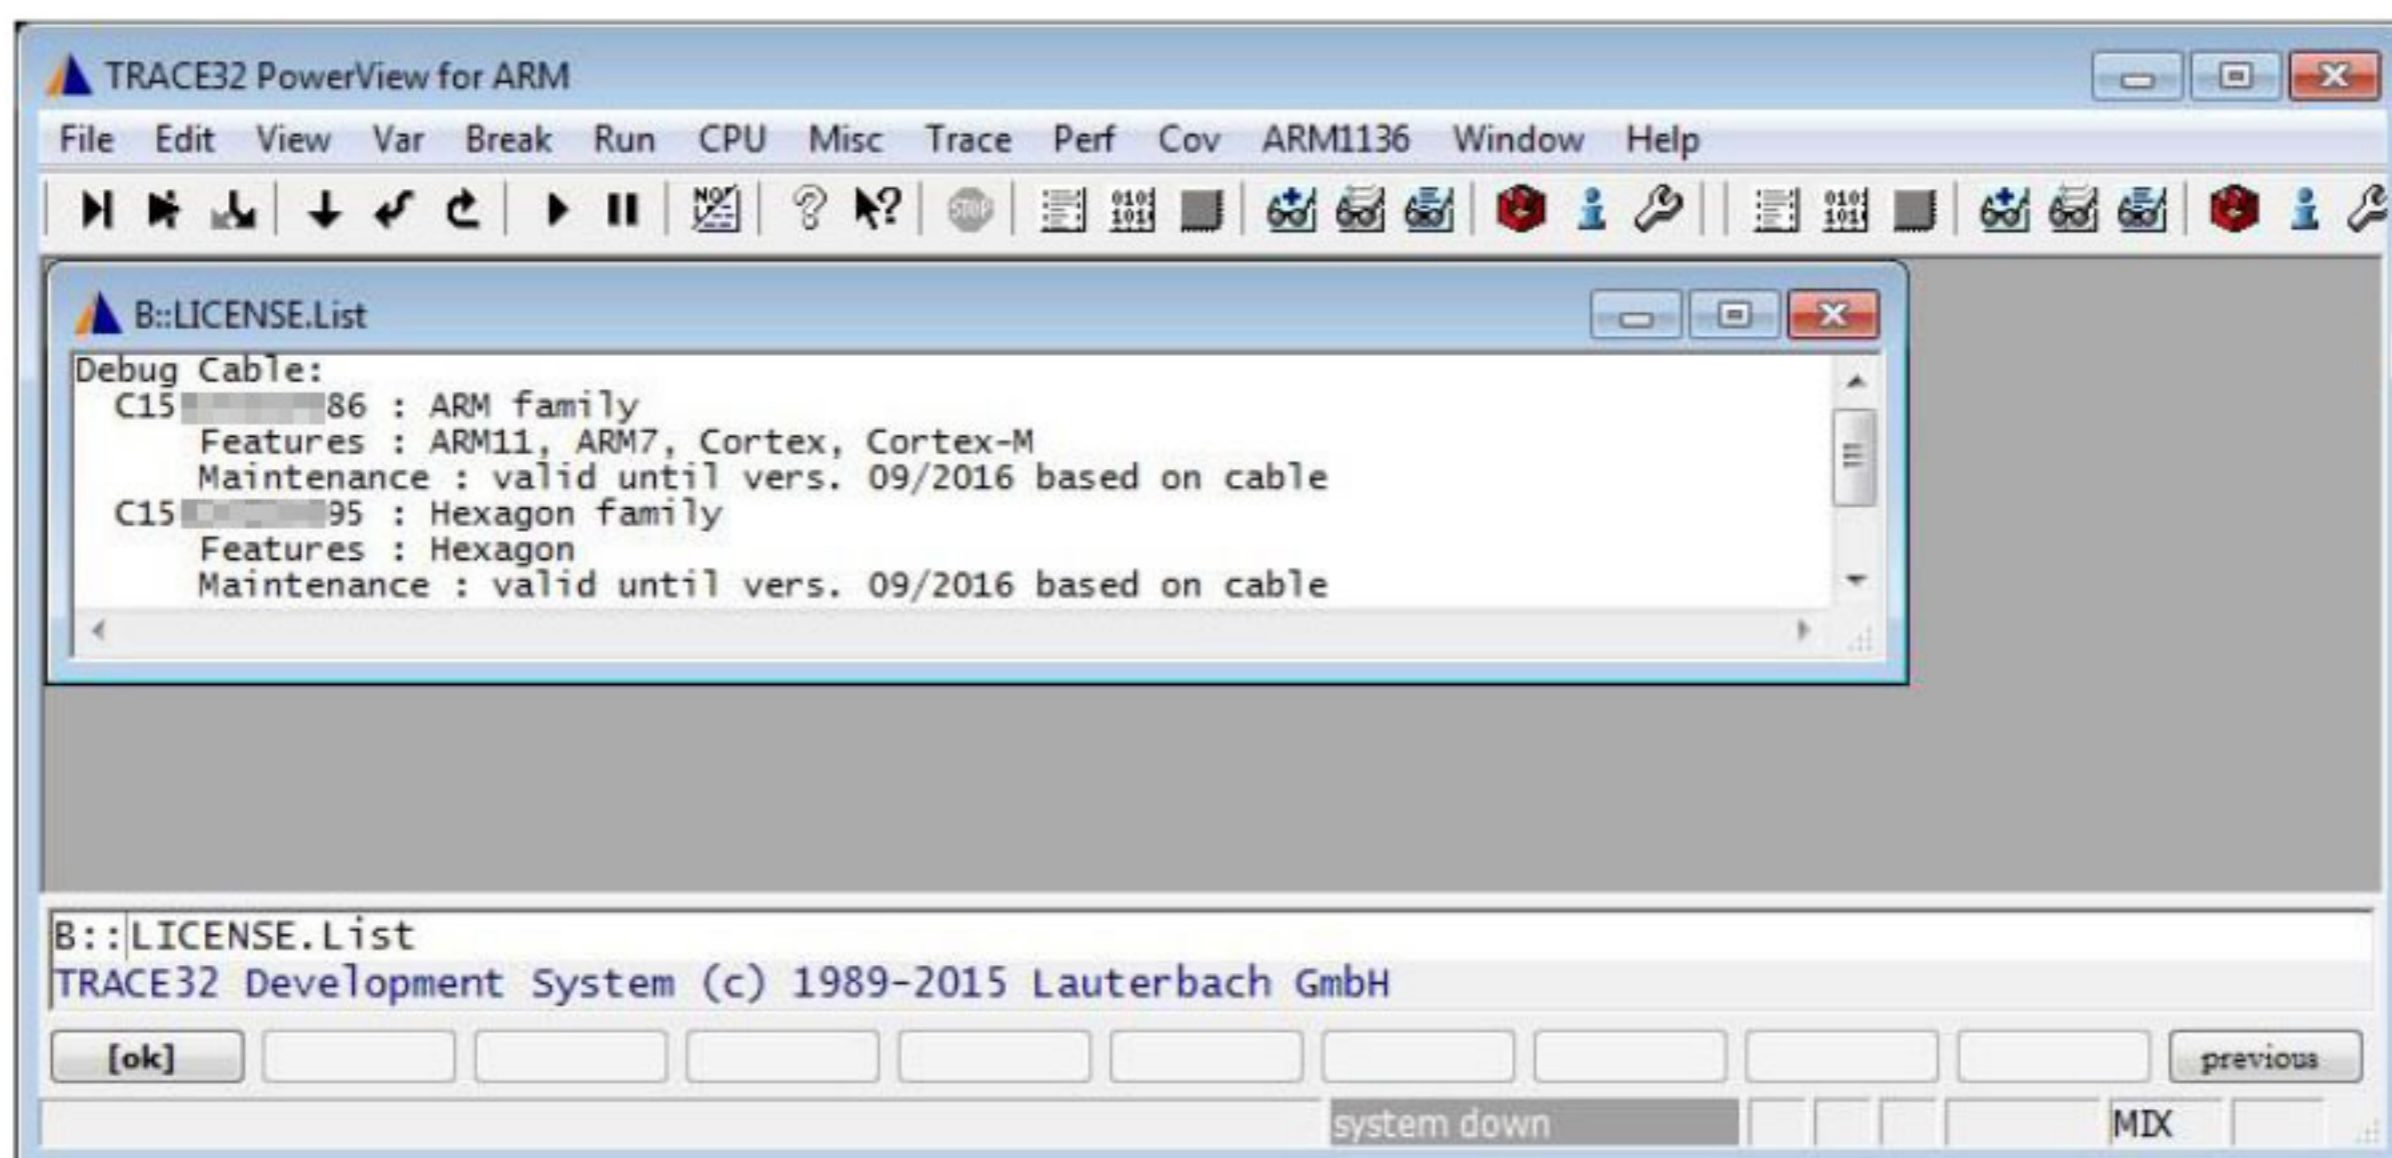 TRACE32 PowerView for ARM
File Edit View Var Break Run CPU Misc Trace Perf Cov ARM1136 Window Help
B::LICENSE.List
Debug Cable:
C15 86 : ARM family
Features : ARM11, ARM7, Cortex, Cortex-M
Maintenance : valid until vers. 09/2016 based on cable
C15 95 : Hexagon family
Features : Hexagon
Maintenance : valid until vers. 09/2016 based on cable
B::LICENSE.List
TRACE32 Development System (c) 1989-2015 Lauterbach GmbH
[ok] previous
system down MIX